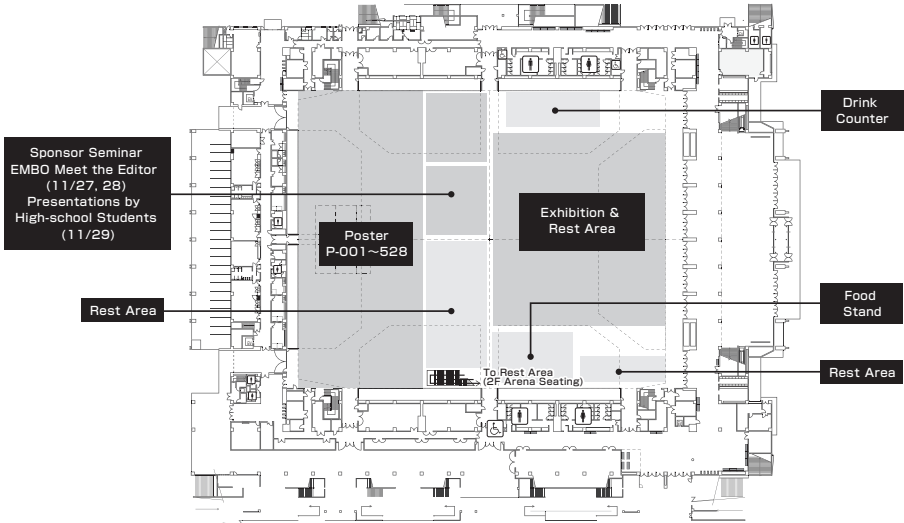 Sponsor Seminar
EMBO Meet the Editor
(11/27, 28)
Presentations by
High-school Students
(11/29)
Rest Area
Poster
P-001～528
Exhibition &
Rest Area
Drink
Counter
Food
Stand
Rest Area
To Rest Area
(2F Arena Seating)